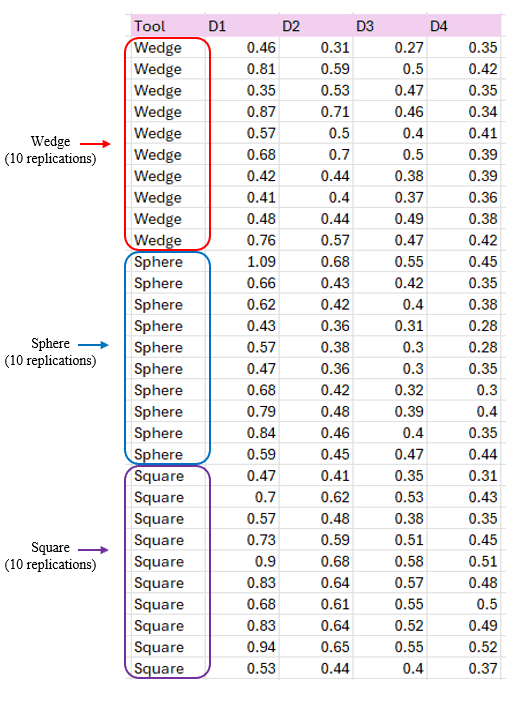 Tool D1 D2 D3 D4
Wedge 0.46 0.31 0.27 0.35
Wedge 0.81 0.59 0.5 0.42
Wedge 0.35 0.53 0.47 0.35
Wedge 0.87 0.71 0.46 0.34
Wedge 0.57 0.5 0.4 0.41
Wedge
(10 replications)
Wedge 0.68 0.7 0.5 0.39
Wedge 0.42 0.44 0.38 0.39
Wedge 0.41 0.4 0.37 0.36
Wedge 0.48 0.44 0.49 0.38
Wedge 0.76 0.57 0.47 0.42
Sphere 1.09 0.68 0.55 0.45
Sphere 0.66 0.43 0.42 0.35
Sphere 0.62 0.42 0.4 0.38
Sphere 0.43 0.36 0.31 0.28
Sphere 0.57 0.38 0.3 0.28
Sphere
(10 replications)
Sphere 0.47 0.36 0.3 0.35
Sphere 0.68 0.42 0.32 0.3
Sphere 0.79 0.48 0.39 0.4
Sphere 0.84 0.46 0.4 0.35
Sphere 0.59 0.45 0.47 0.44
Square 0.47 0.41 0.35 0.31
Square 0.7 0.62 0.53 0.43
Square 0.57 0.48 0.38 0.35
Square 0.73 0.59 0.51 0.45
Square
(10 replications)
Square 0.9 0.68 0.58 0.51
Square 0.83 0.64 0.57 0.48
Square 0.68 0.61 0.55 0.5
Square 0.83 0.64 0.52 0.49
Square 0.94 0.65 0.55 0.52
Square 0.53 0.44 0.4 0.37